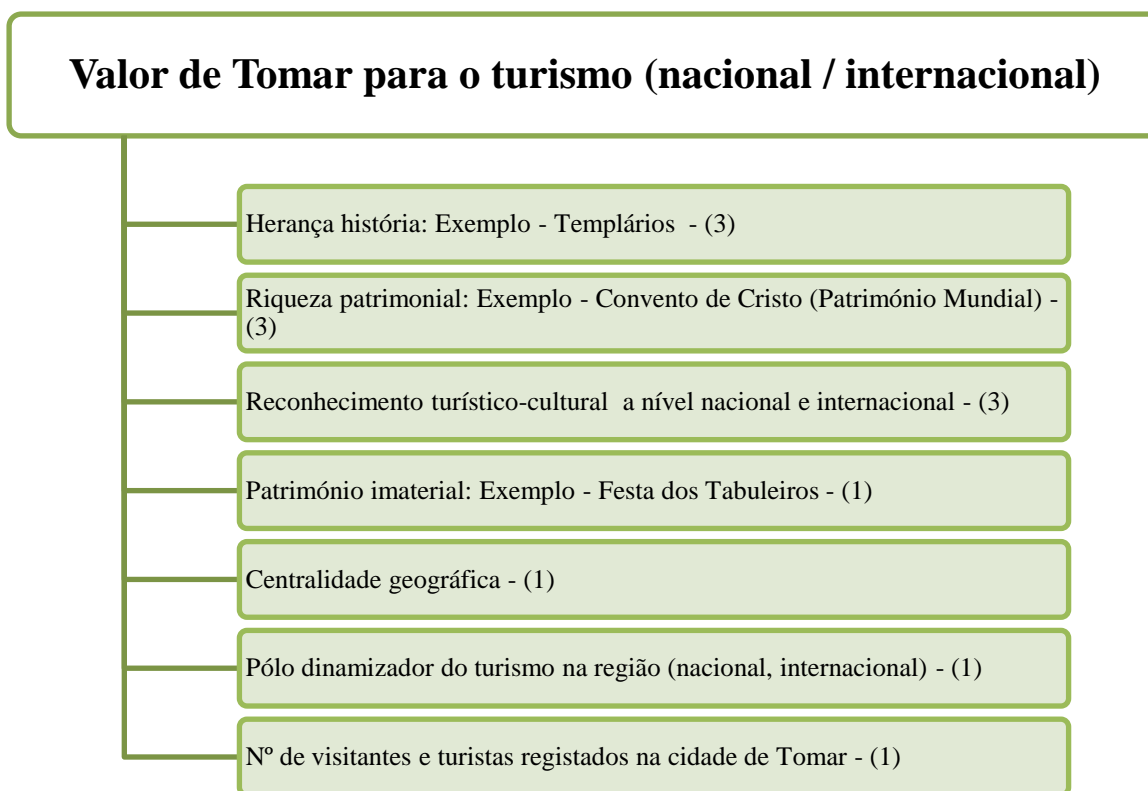 Valor de Tomar para o turismo (nacional / internacional)
Herança história: Exemplo - Templários - (3)
Riqueza patrimonial: Exemplo - Convento de Cristo (Património Mundial) -
(3)
Reconhecimento turístico-cultural a nível nacional e internacional - (3)
Património imaterial: Exemplo - Festa dos Tabuleiros - (1)
Centralidade geográfica - (1)
Pólo dinamizador do turismo na região (nacional, internacional) - (1)
Nº de visitantes e turistas registados na cidade de Tomar - (1)